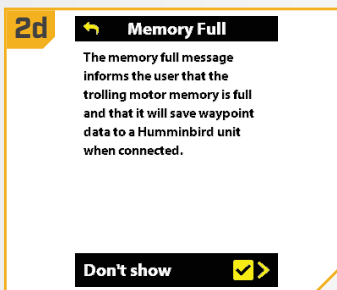 2d
Memory Full
The memory full message
informs the user that the
trolling motor memory is full
and that it will save waypoint
data to a Humminbird unit
when connected.
Don't show